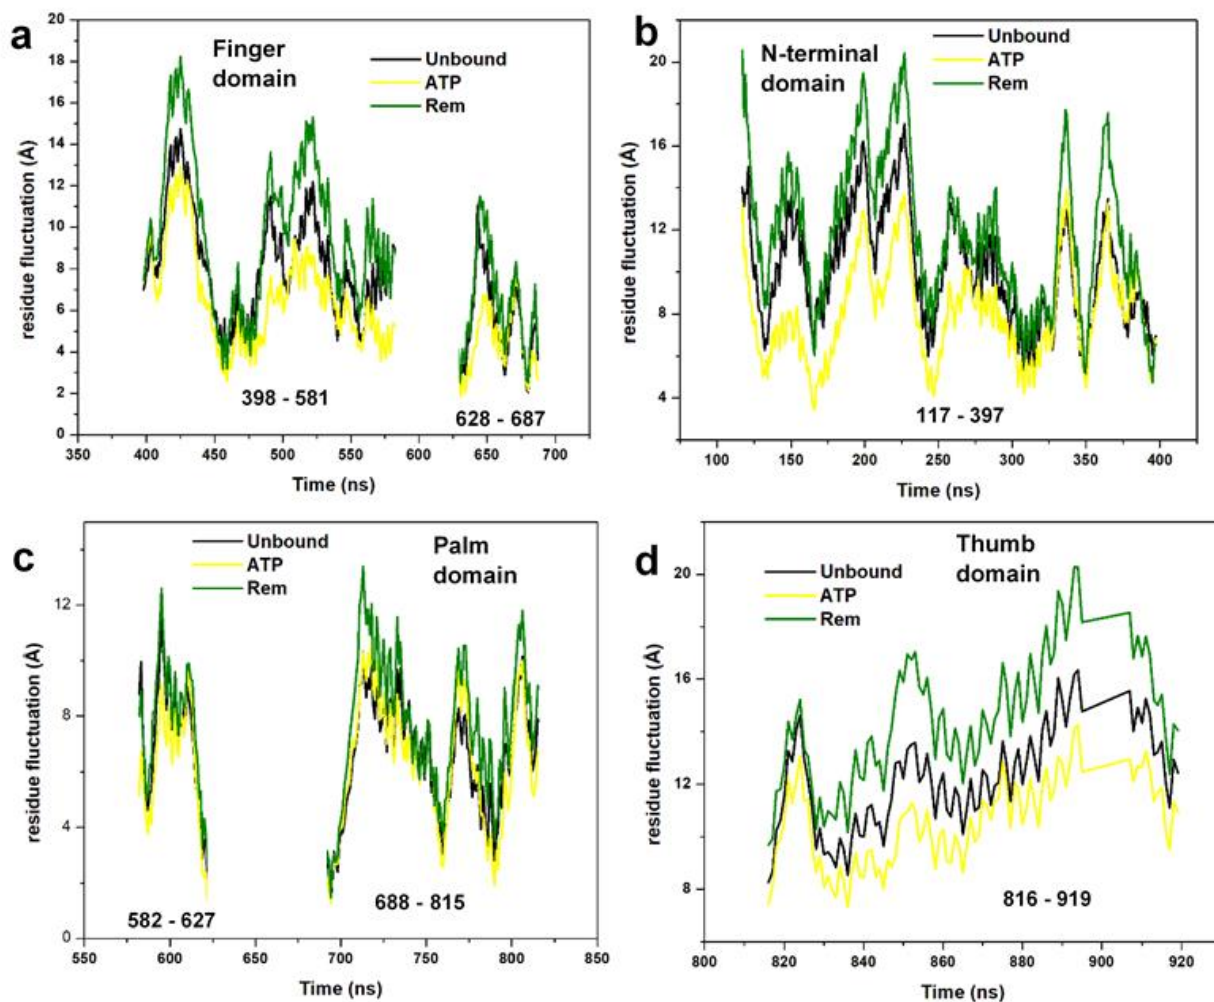 a
Finger
domain
Unbound
ATP
Rem
residue fluctuation (Å)
20
18
16
14
12
10
8
6
4
2
0
398 - 581
628 - 687
350 400 450 500 550 600 650 700
Time (ns)
b
N-terminal
domain
Unbound
ATP
Rem
residue fluctuation (Å)
20
16
12
8
4
117 - 397
100 150 200 250 300 350 400
Time (ns)
c
Unbound
ATP
Rem
Palm
domain
residue fluctuation (Å)
12
8
4
0
582 - 627
688 - 815
550 600 650 700 750 800 850
Time (ns)
d
Thumb
domain
Unbound
ATP
Rem
residue fluctuation (Å)
20
16
12
8
816 - 919
800 820 840 860 880 900 920
Time (ns)